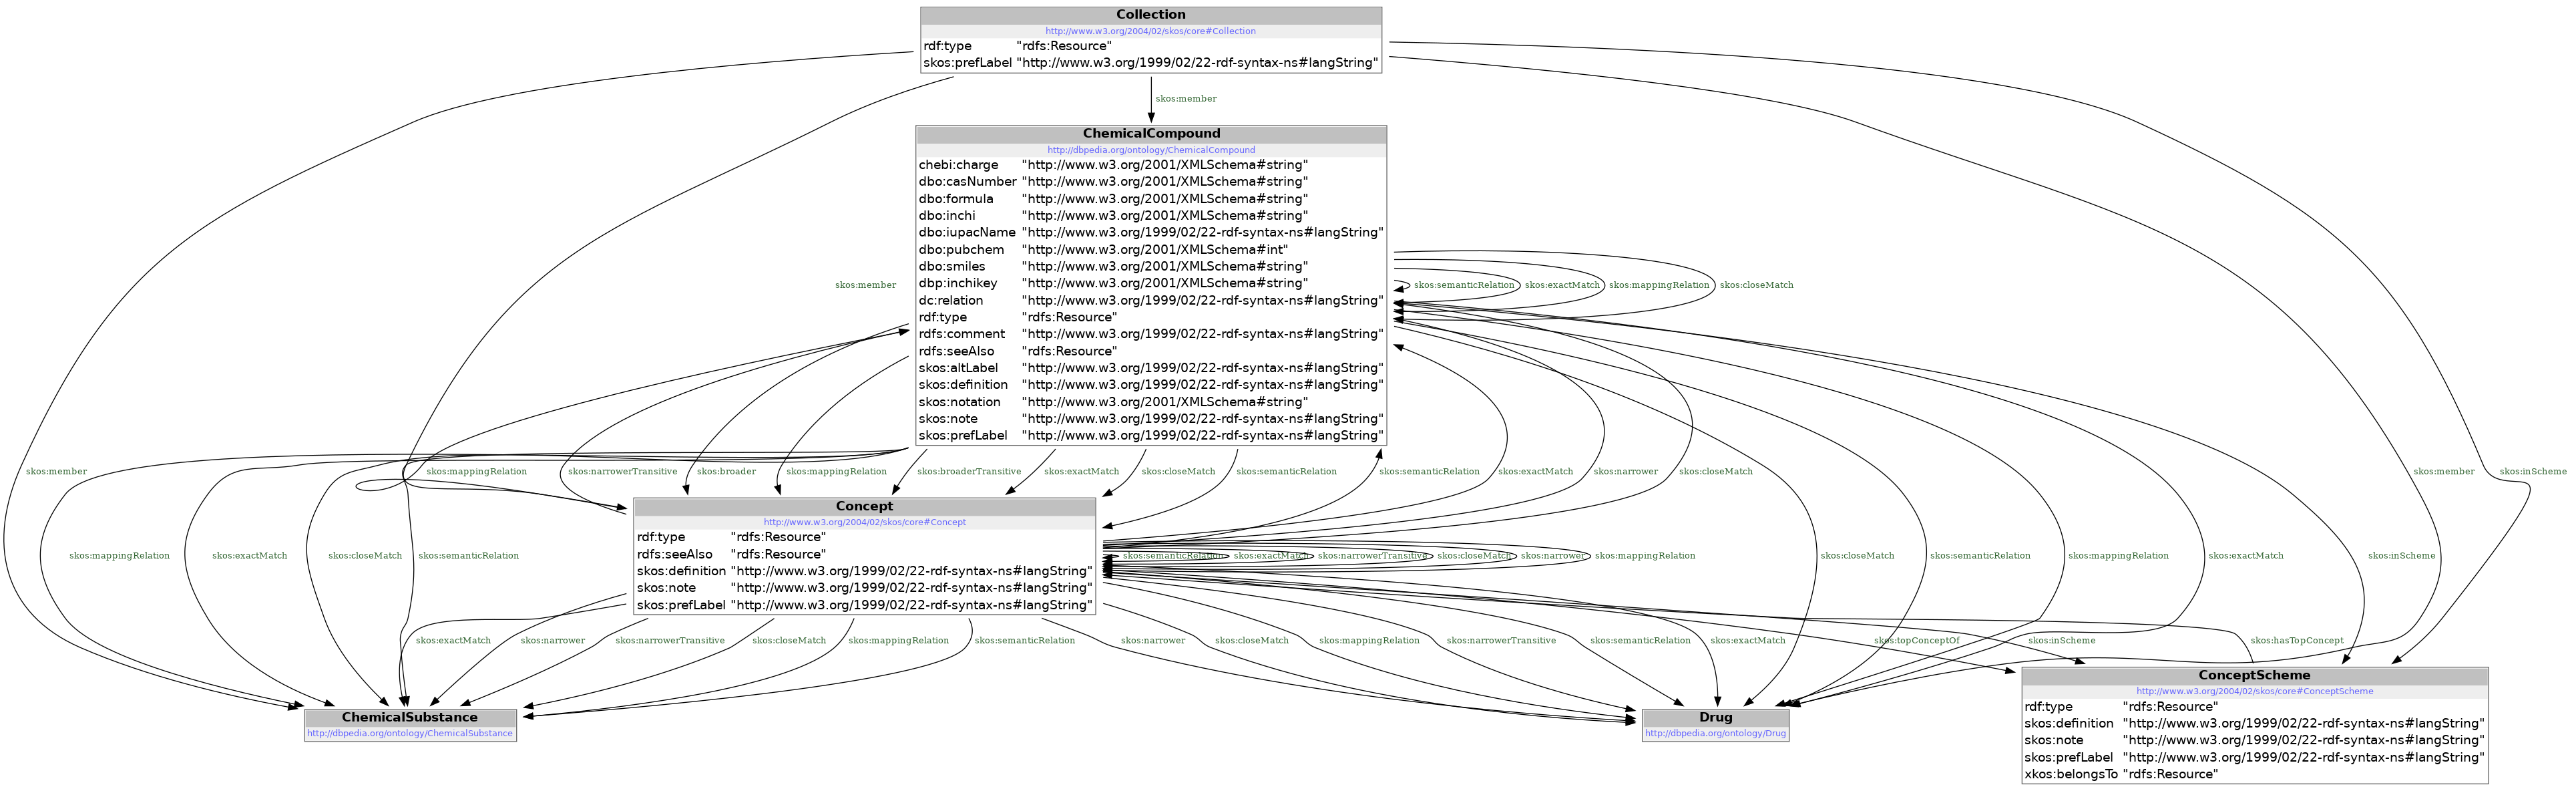 Collection
http://www.w3.org/2004/02/skos/core#Collection
rdf:type "rdfs:Resource"
skos:prefLabel "http://www.w3.org/1999/02/22-rdf-syntax-ns#langString"
skos:member
ChemicalCompound
http://dbpedia.org/ontology/ChemicalCompound
chebi:charge "http://www.w3.org/2001/XMLSchema#string"
dbo:casNumber "http://www.w3.org/2001/XMLSchema#string"
dbo:formula "http://www.w3.org/2001/XMLSchema#string"
dbo:inchi "http://www.w3.org/2001/XMLSchema#string"
dbo:iupacName "http://www.w3.org/1999/02/22-rdf-syntax-ns#langString"
dbo:pubchem "http://www.w3.org/2001/XMLSchema#int"
dbo:smiles "http://www.w3.org/2001/XMLSchema#string"
dbp:inchikey "http://www.w3.org/2001/XMLSchema#string"
dc:relation "http://www.w3.org/1999/02/22-rdf-syntax-ns#langString"
rdf:type "rdfs:Resource"
rdfs:comment "http://www.w3.org/1999/02/22-rdf-syntax-ns#langString"
rdfs:seeAlso "rdfs:Resource"
skos:altLabel "http://www.w3.org/1999/02/22-rdf-syntax-ns#langString"
skos:definition "http://www.w3.org/1999/02/22-rdf-syntax-ns#langString"
skos:notation "http://www.w3.org/2001/XMLSchema#string"
skos:note "http://www.w3.org/1999/02/22-rdf-syntax-ns#langString"
skos:prefLabel "http://www.w3.org/1999/02/22-rdf-syntax-ns#langString"
skos:member
skos:semanticRelation skos:exactMatch skos:mappingRelation skos:closeMatch
skos:member skos:mappingRelation skos:narrowerTransitive skos:broader skos:mappingRelation skos:broaderTransitive skos:exactMatch skos:closeMatch skos:semanticRelation skos:semanticRelation skos:exactMatch skos:narrower skos:closeMatch skos:member skos:inScheme
Concept
http://www.w3.org/2004/02/skos/core#Concept
rdf:type "rdfs:Resource"
rdfs:seeAlso "rdfs:Resource"
skos:definition "http://www.w3.org/1999/02/22-rdf-syntax-ns#langString"
skos:note "http://www.w3.org/1999/02/22-rdf-syntax-ns#langString"
skos:prefLabel "http://www.w3.org/1999/02/22-rdf-syntax-ns#langString"
skos:mappingRelation skos:exactMatch skos:closeMatch skos:semanticRelation
skos:semanticRelation skos:exactMatch skos:narrowerTransitive skos:closeMatch skos:narrower skos:mappingRelation skos:closeMatch skos:semanticRelation skos:mappingRelation skos:exactMatch skos:inScheme
skos:exactMatch skos:narrower skos:narrowerTransitive skos:closeMatch skos:mappingRelation skos:semanticRelation skos:narrower skos:closeMatch skos:mappingRelation skos:narrowerTransitive skos:semanticRelation skos:exactMatch skos:topConceptOf skos:inScheme skos:hasTopConcept
ChemicalSubstance
http://dbpedia.org/ontology/ChemicalSubstance
Drug
http://dbpedia.org/ontology/Drug
ConceptScheme
http://www.w3.org/2004/02/skos/core#ConceptScheme
rdf:type "rdfs:Resource"
skos:definition "http://www.w3.org/1999/02/22-rdf-syntax-ns#langString"
skos:note "http://www.w3.org/1999/02/22-rdf-syntax-ns#langString"
skos:prefLabel "http://www.w3.org/1999/02/22-rdf-syntax-ns#langString"
xkos:belongsTo "rdfs:Resource"